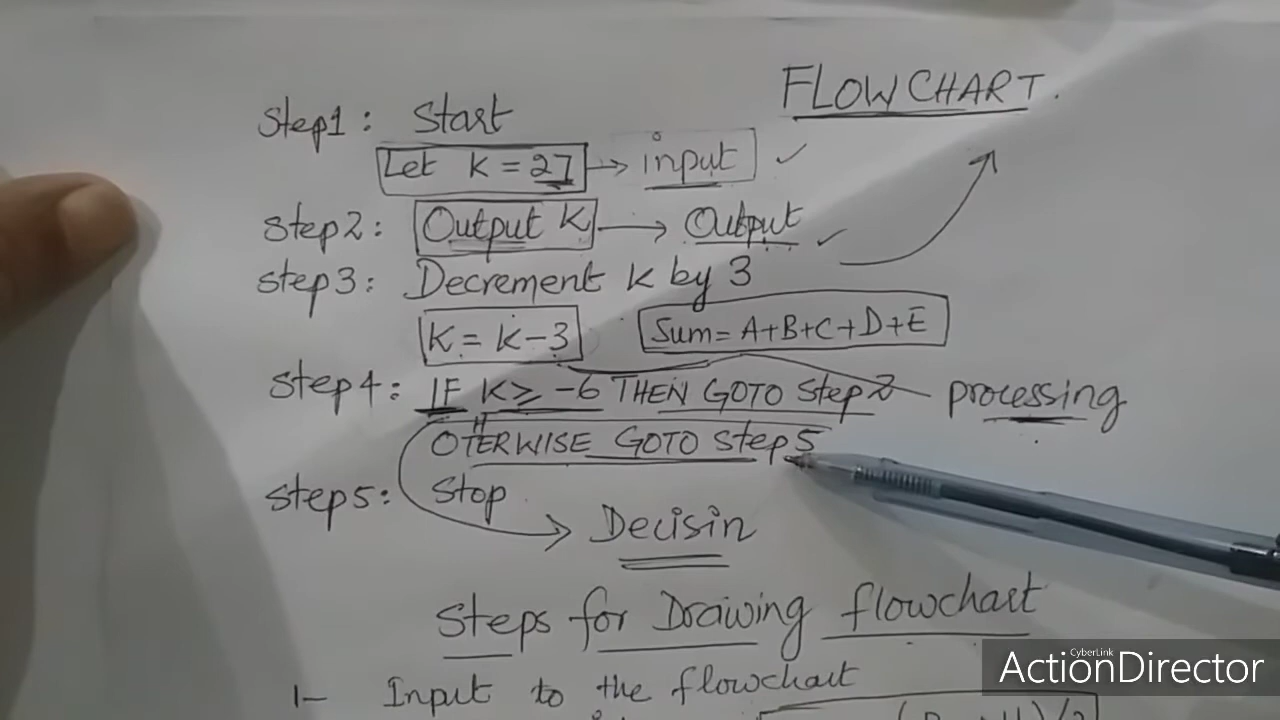 FLOWCHART.
Step1: Start
Let K = 27 → input ✓
Step2: Output K → Output ✓
Step3: Decrement K by 3
K = K-3 Sum = A+B+C+D+E
Step4: IF K ≥ -6 THEN GOTO Step 2 processing
OTERWISE GOTO Step5
H
Step5: Stop
Decisin
Steps for Drawing flowchart
1- Input to the flowchart
CyberLink
ActionDirector